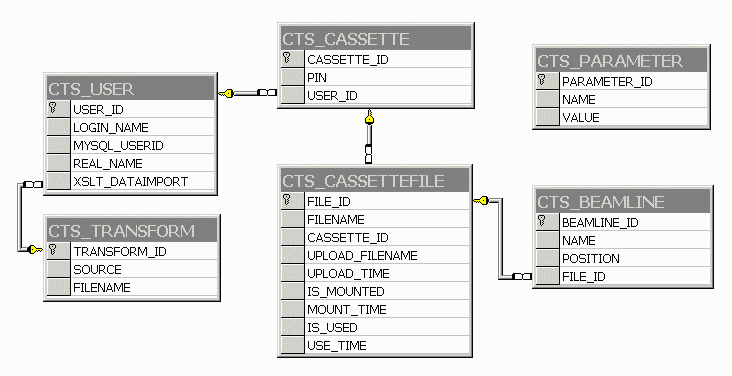 CTS_CASSETTE
CASSETTE_ID
PIN
USER_ID
CTS_PARAMETER
PARAMETER_ID
NAME
VALUE
CTS_USER
USER_ID
LOGIN_NAME
MYSQL_USERID
REAL_NAME
XSLT_DATAIMPORT
CTS_CASSETTEFILE
FILE_ID
FILENAME
CASSETTE_ID
UPLOAD_FILENAME
UPLOAD_TIME
IS_MOUNTED
MOUNT_TIME
IS_USED
USE_TIME
CTS_BEAMLINE
BEAMLINE_ID
NAME
POSITION
FILE_ID
CTS_TRANSFORM
TRANSFORM_ID
SOURCE
FILENAME